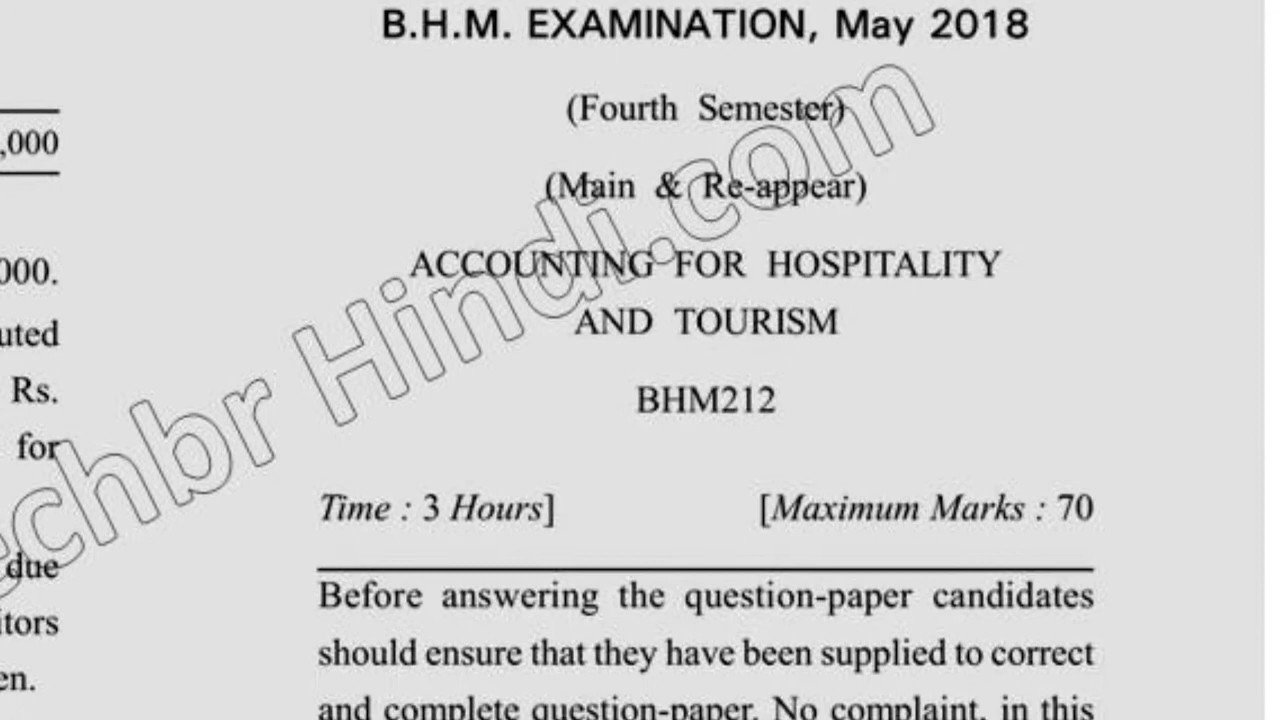 B.H.M. EXAMINATION, May 2018
(Fourth Semester)
(Main & Re-appear)
ACCOUNTING FOR HOSPITALITY
AND TOURISM
BHM212
Time : 3 Hours] [Maximum Marks : 70
Before answering the question-paper candidates
should ensure that they have been supplied to correct
and complete question-paper. No complaint, in this
,000
000.
uted
Rs.
for
due
itors
en.
echbr Hindi.com